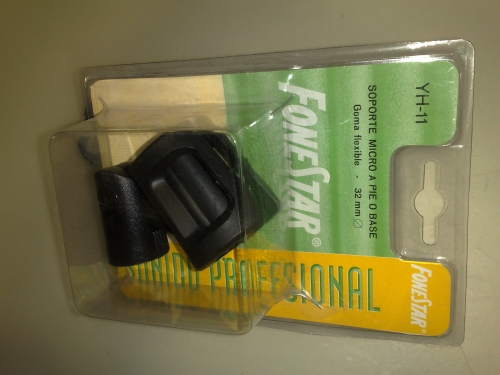 YH-11
SOPORTE MICRO A PIE O BASE
Goma flexible - 32 mm Ø
FONESTAR®
SONIDO PROFESIONAL
FONESTAR®